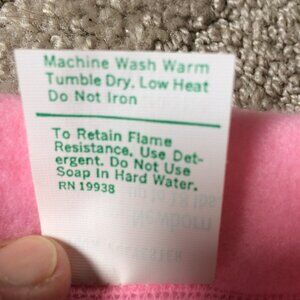 Machine Wash Warm
Tumble Dry, Low Heat
Do Not Iron
To Retain Flame
Resistance, Use Det-
ergent. Do Not Use
Soap In Hard Water.
RN 19938
Newborn